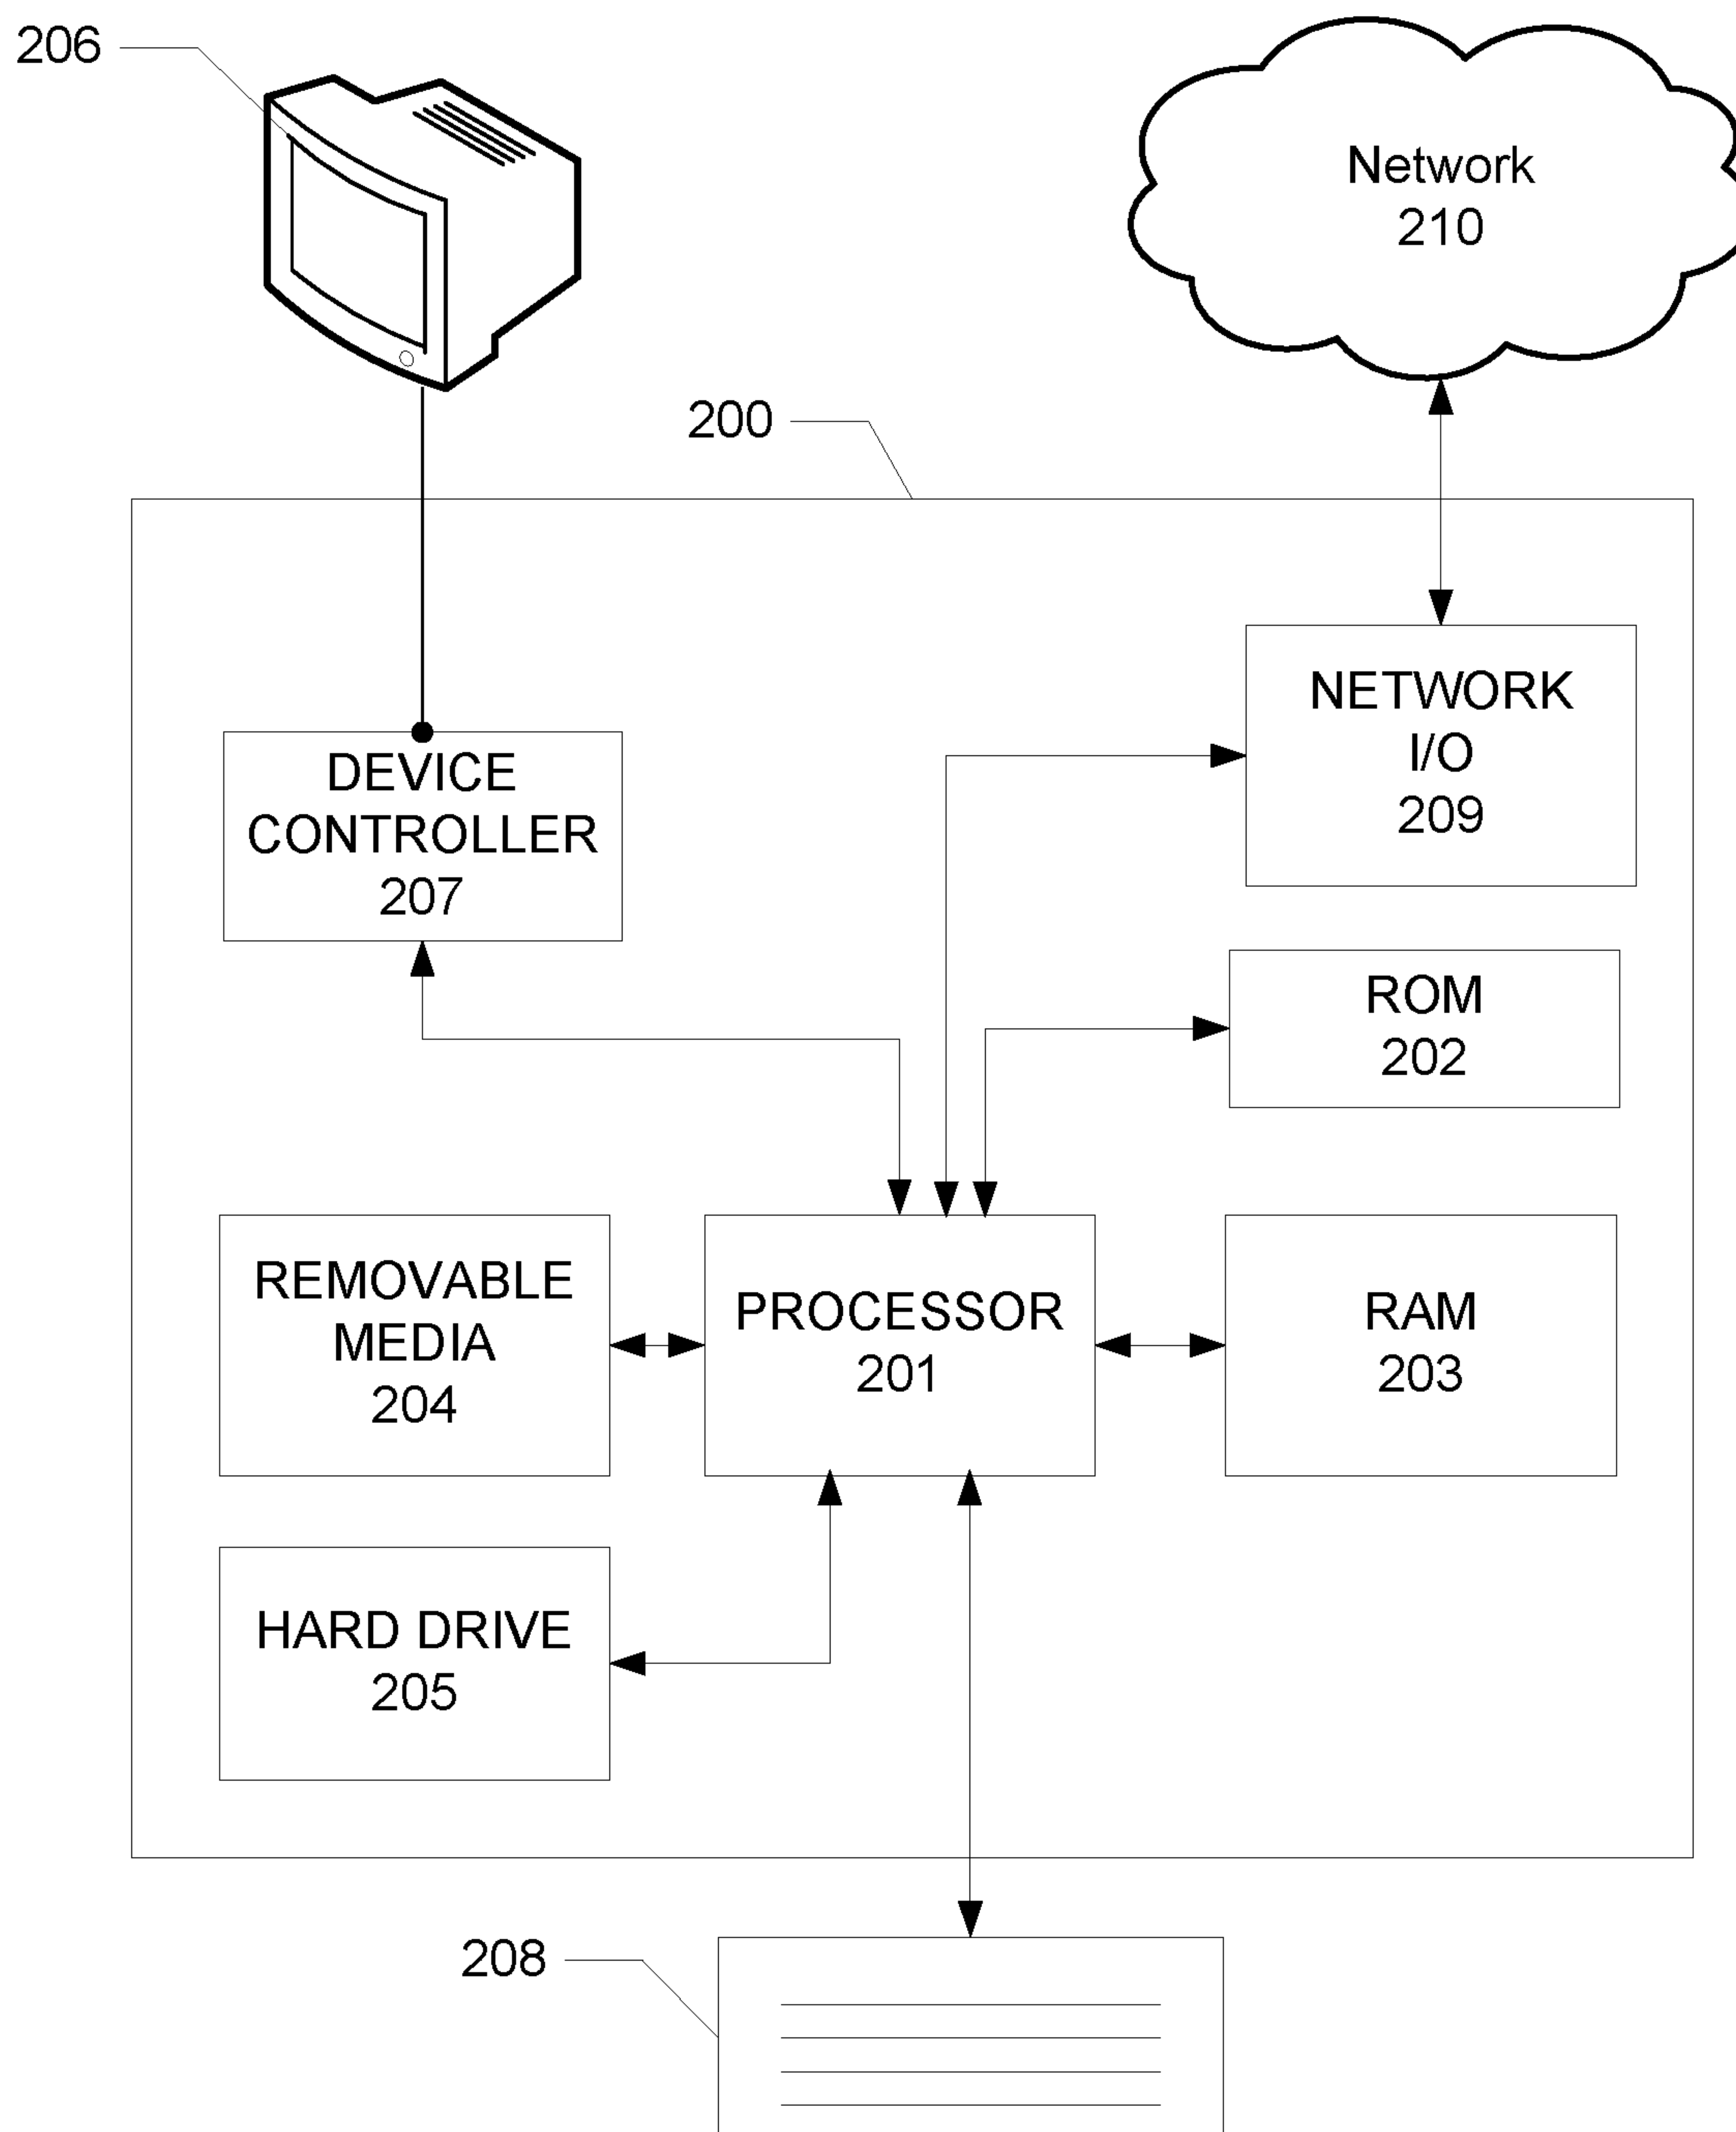 206
Network
210
200
NETWORK
I/O
209
DEVICE
CONTROLLER
207
ROM
202
REMOVABLE
MEDIA
204
PROCESSOR
201
RAM
203
HARD DRIVE
205
208